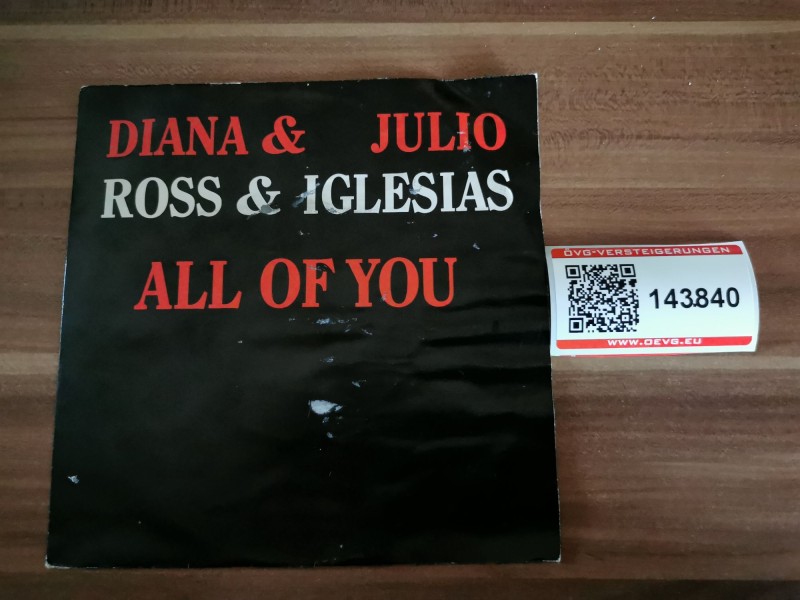 DIANA & JULIO
ROSS & IGLESIAS
ALL OF YOU
ÖVG-VERSTEIGERUNGEN
143840
WWW.OEVG.EU